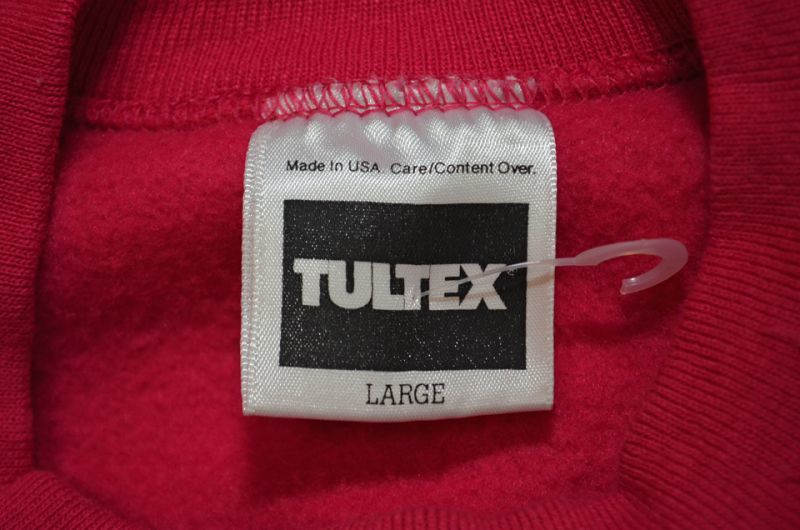 Made In USA. Care/Content Over.
TULTEX
LARGE